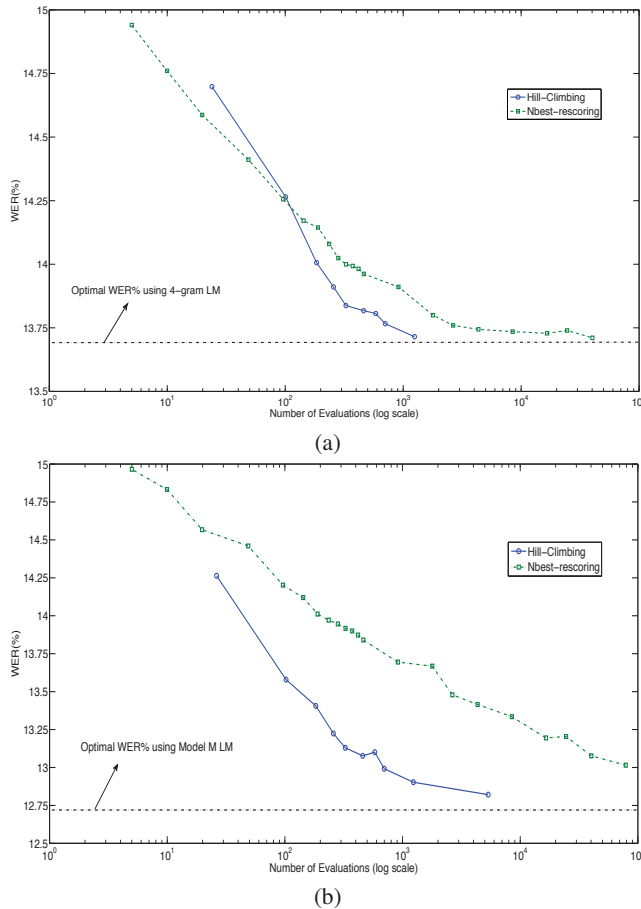 15
14.75
14.5
14.25
14
13.75
13.5
WER(%)
Hill−Climbing
Nbest−rescoring
Optimal WER% using 4−gram LM
10^0 10^1 10^2 10^3 10^4 10
Number of Evaluations (log scale)
(a)
15
14.75
14.5
14.25
14
13.75
13.5
13.25
13
12.75
12.5
WER(%)
Hill−Climbing
Nbest−rescoring
Optimal WER% using Model M LM
10^0 10^1 10^2 10^3 10^4 10
Number of Evaluations (log scale)
(b)